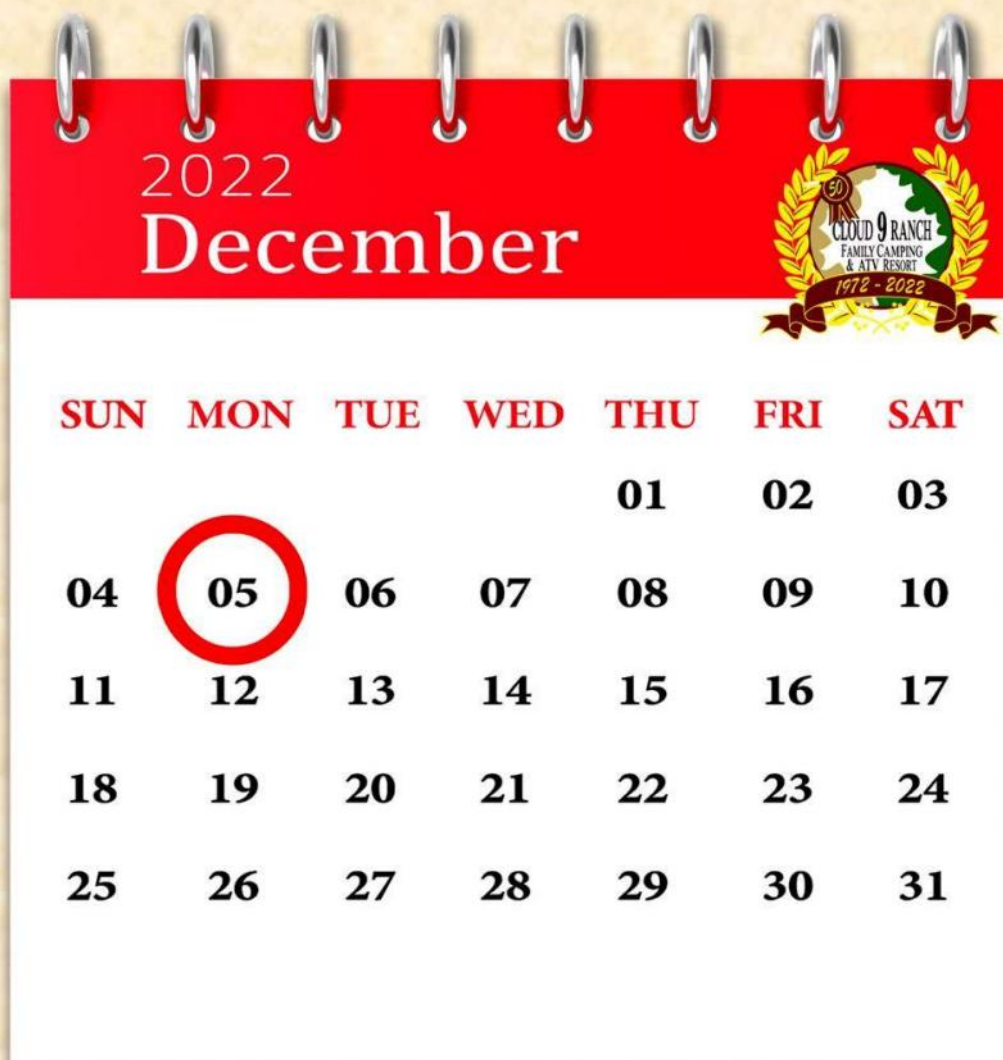 2022
December
50
CLOUD 9 RANCH
FAMILY CAMPING
& ATV RESORT
1972 - 2022
SUN MON TUE WED THU FRI SAT
01 02 03
04 05 06 07 08 09 10
11 12 13 14 15 16 17
18 19 20 21 22 23 24
25 26 27 28 29 30 31